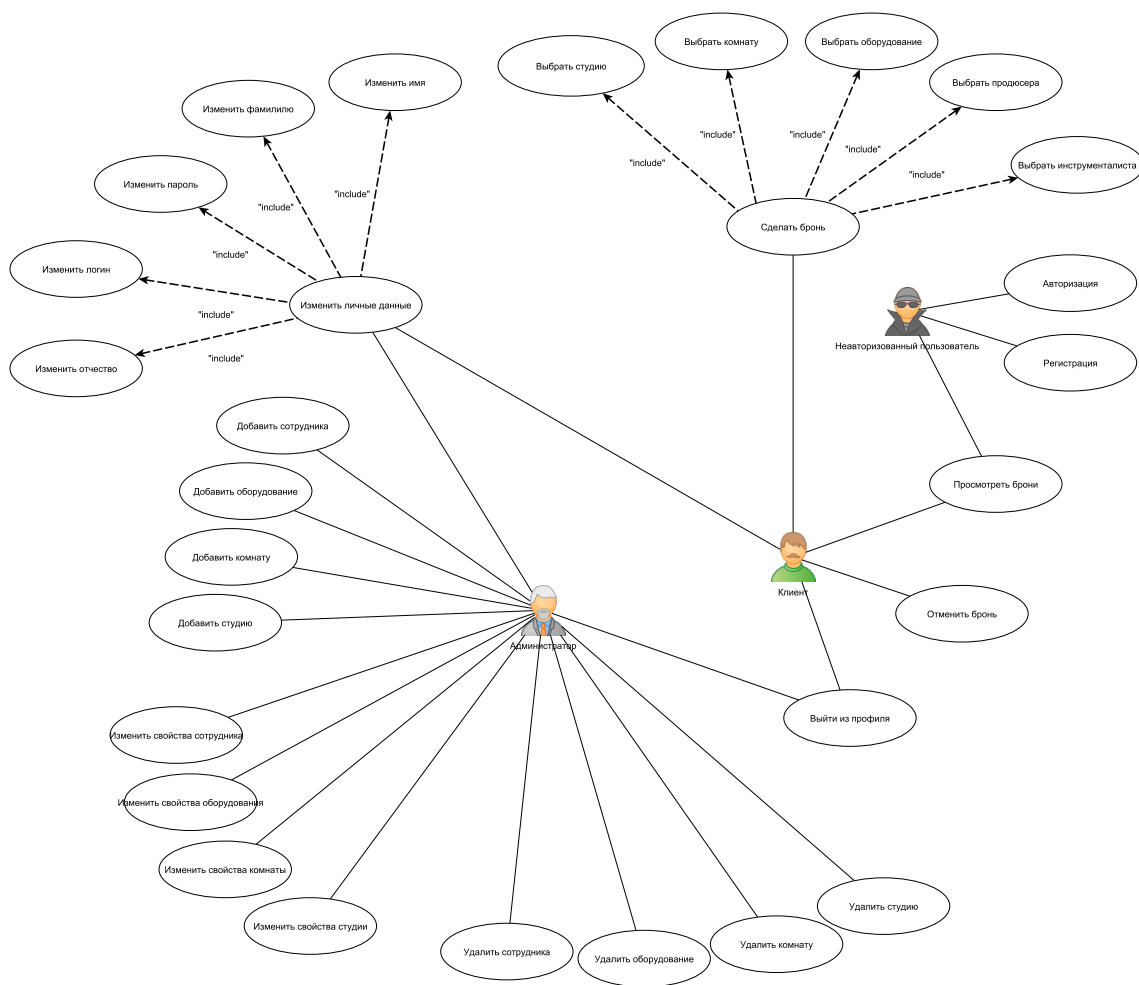 Выбрать комнату
Выбрать оборудование
Выбрать студию
Изменить имя
Выбрать продюсера
Изменить фамилилю
"include"
"include"
"include"
"include"
Выбрать инструменталиста
"include"
Изменить пароль
"include"
"include"
Сделать бронь
"include"
Изменить логин
Авторизация
Изменить личные данные
"include"
Неавторизованный пользователь
"include"
Регистрация
Изменить отчество
Добавить сотрудника
Просмотреть брони
Добавить оборудование
Добавить комнату
Клиент
Отменить бронь
Добавить студию
Администратор
Выйти из профиля
Изменить свойства сотрудника
Изменить свойства оборудования
Изменить свойства комнаты
Удалить студию
Изменить свойства студии
Удалить комнату
Удалить сотрудника
Удалить оборудование